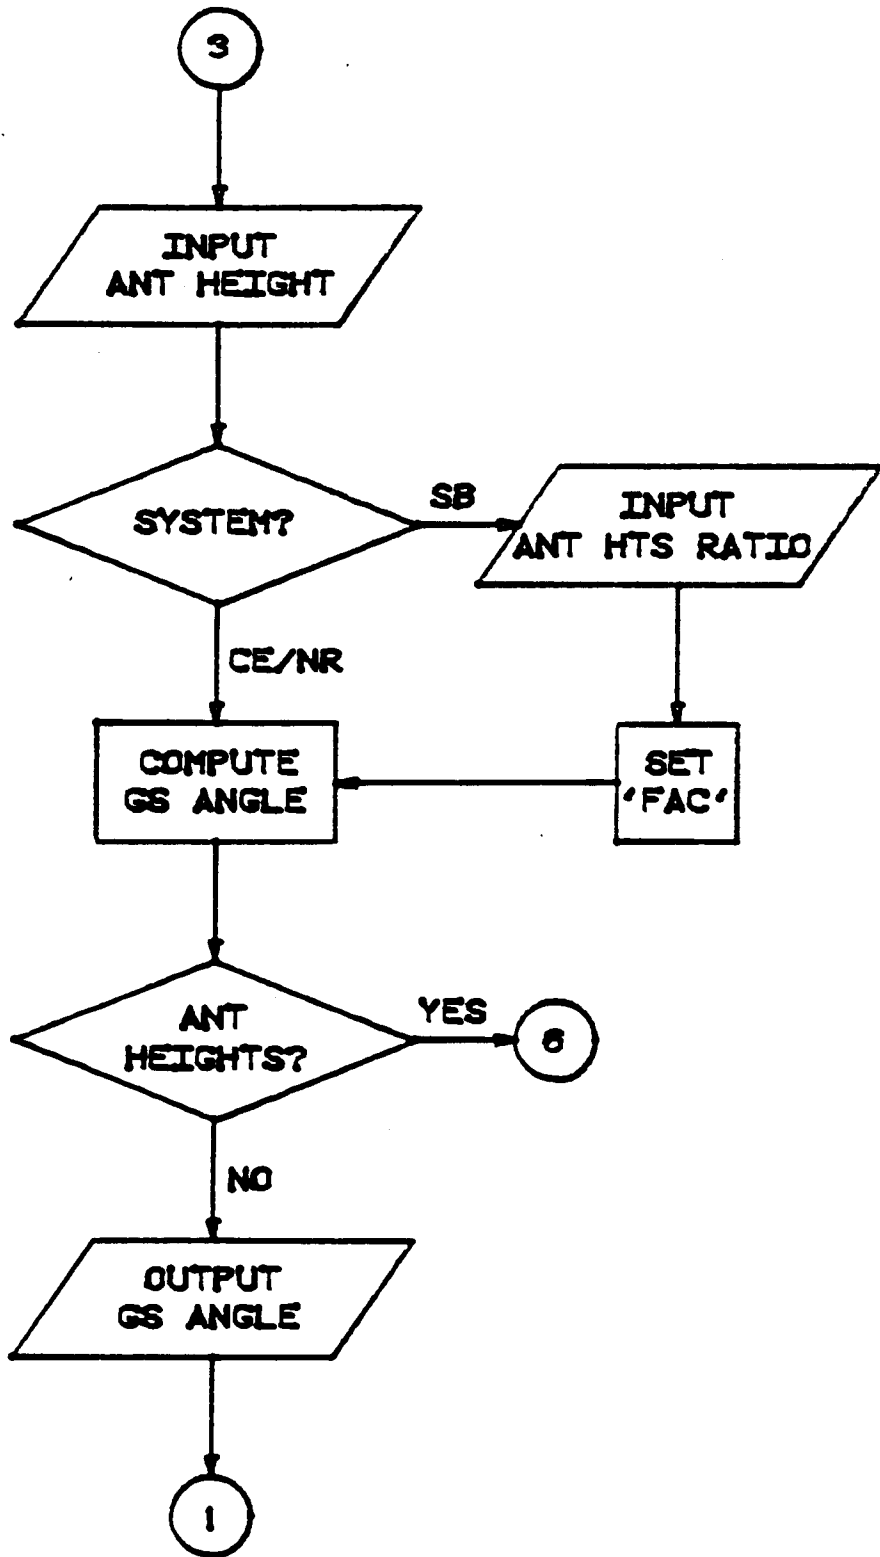 3
INPUT
ANT HEIGHT
SYSTEM?
SB
INPUT
ANT HTS RATIO
CE/NR
COMPUTE
GS ANGLE
SET
'FAC'
ANT
HEIGHTS?
YES
6
NO
OUTPUT
GS ANGLE
1